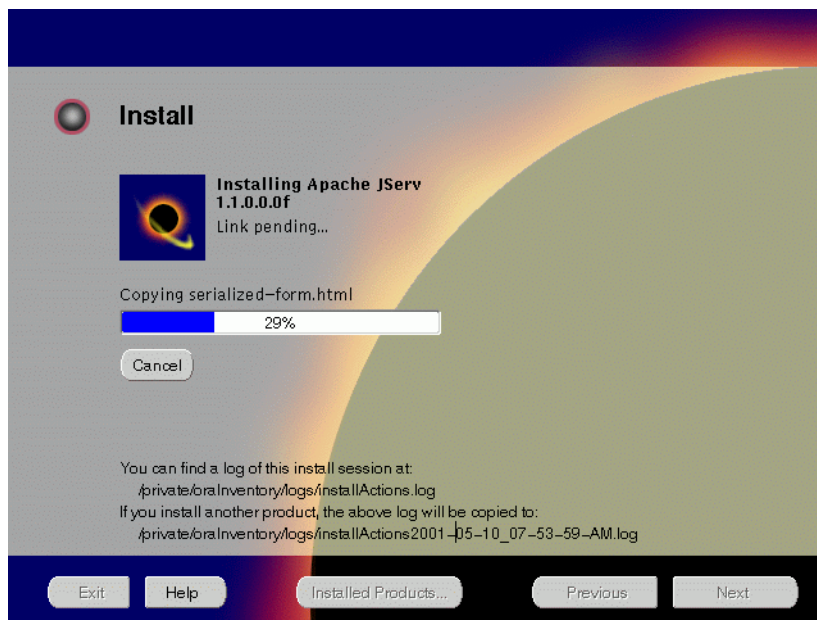 Install
Installing Apache JServ
1.1.0.0.0f
Link pending...
Copying serialized-form.html
29%
Cancel
You can find a log of this install session at:
/private/oraInventory/logs/installActions.log
If you install another product, the above log will be copied to:
/private/oraInventory/logs/installActions2001-05-10_07-53-59-AM.log
Exit Help Installed Products... Previous Next